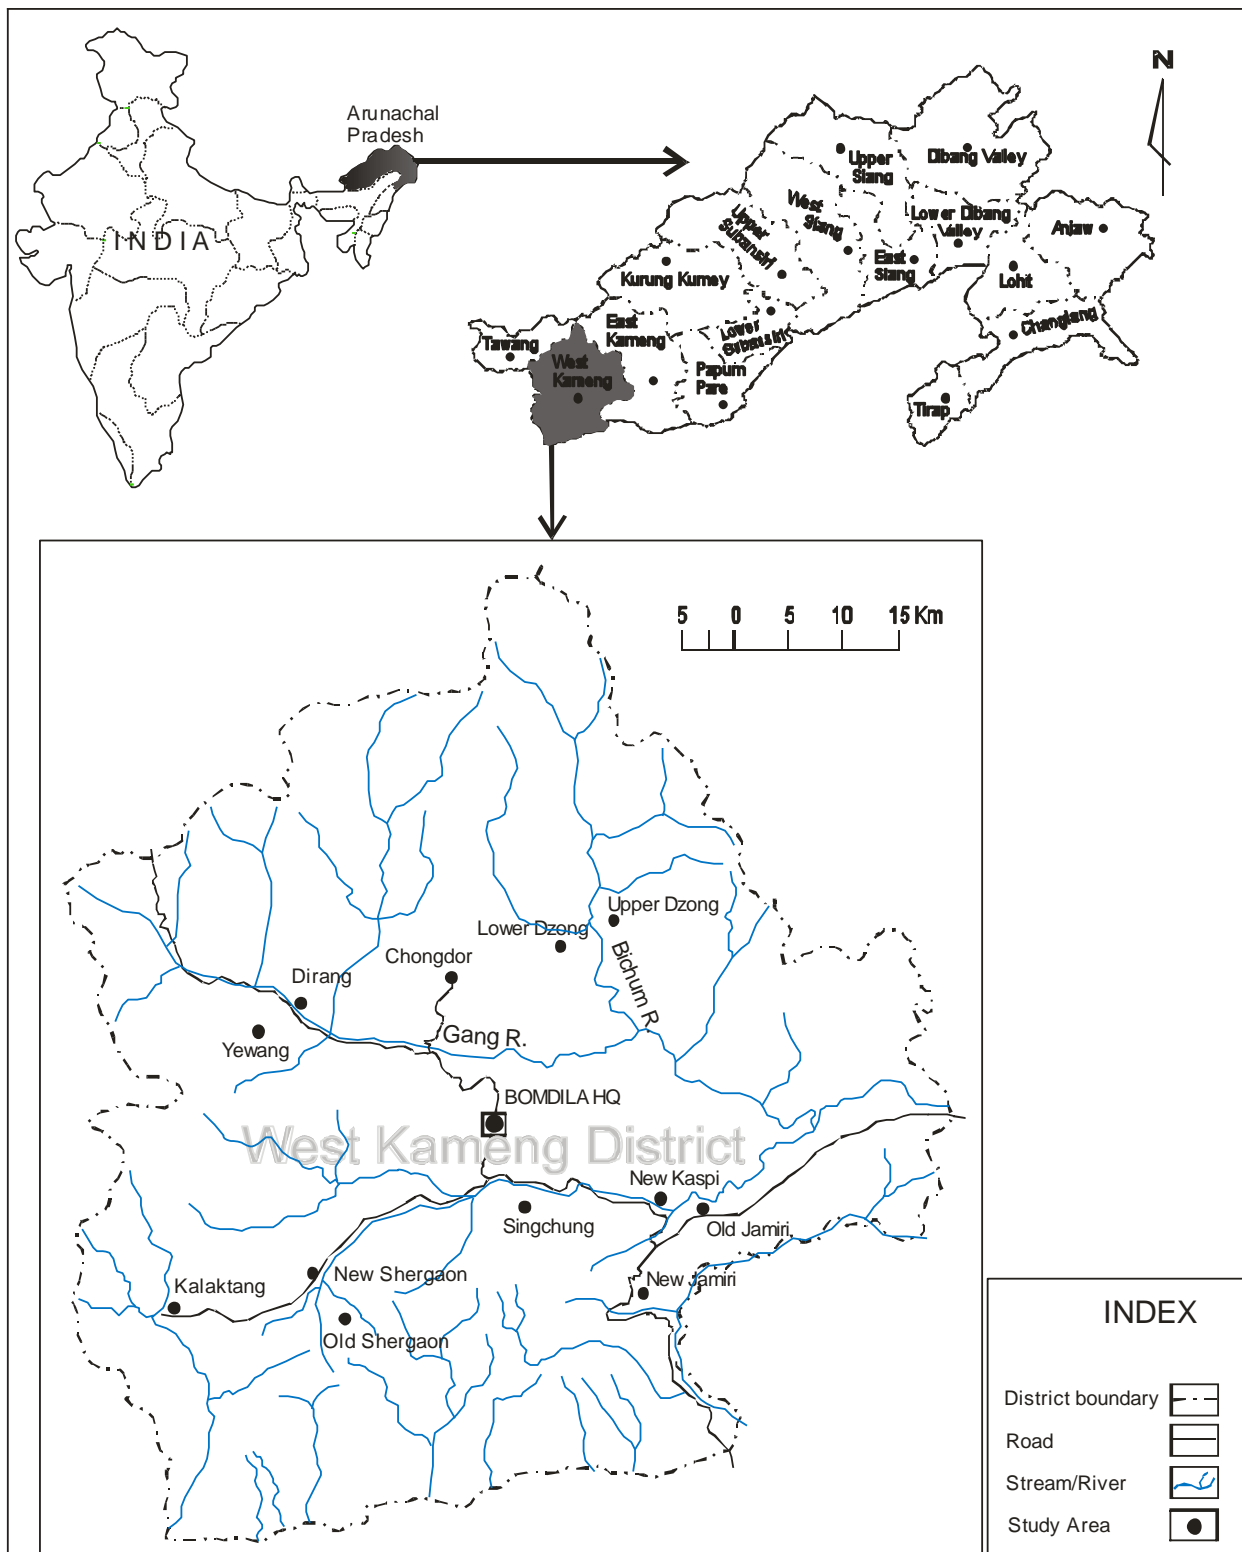 Arunachal
Pradesh
INDIA
N
Upper
Siang
Dibang Valley
West
Siang
Upper
Subansiri
Lower Dibang
Valley
Anjaw
East
Siang
Lohit
Kurung Kumey
Changlang
East
Kameng
Lower
Subansiri
Tawang
West
Kameng
Papum
Pare
Tirap
5 0 5 10 15 Km
Upper Dzong
Lower Dzong
Chongdor
Bichum R.
Dirang
Gang R.
Yewang
BOMDILA HQ
West Kameng District
New Kaspi
Singchung
Old Jamiri
New Shergaon
New Jamiri
Kalaktang
Old Shergaon
INDEX
District boundary
Road
Stream/River
Study Area